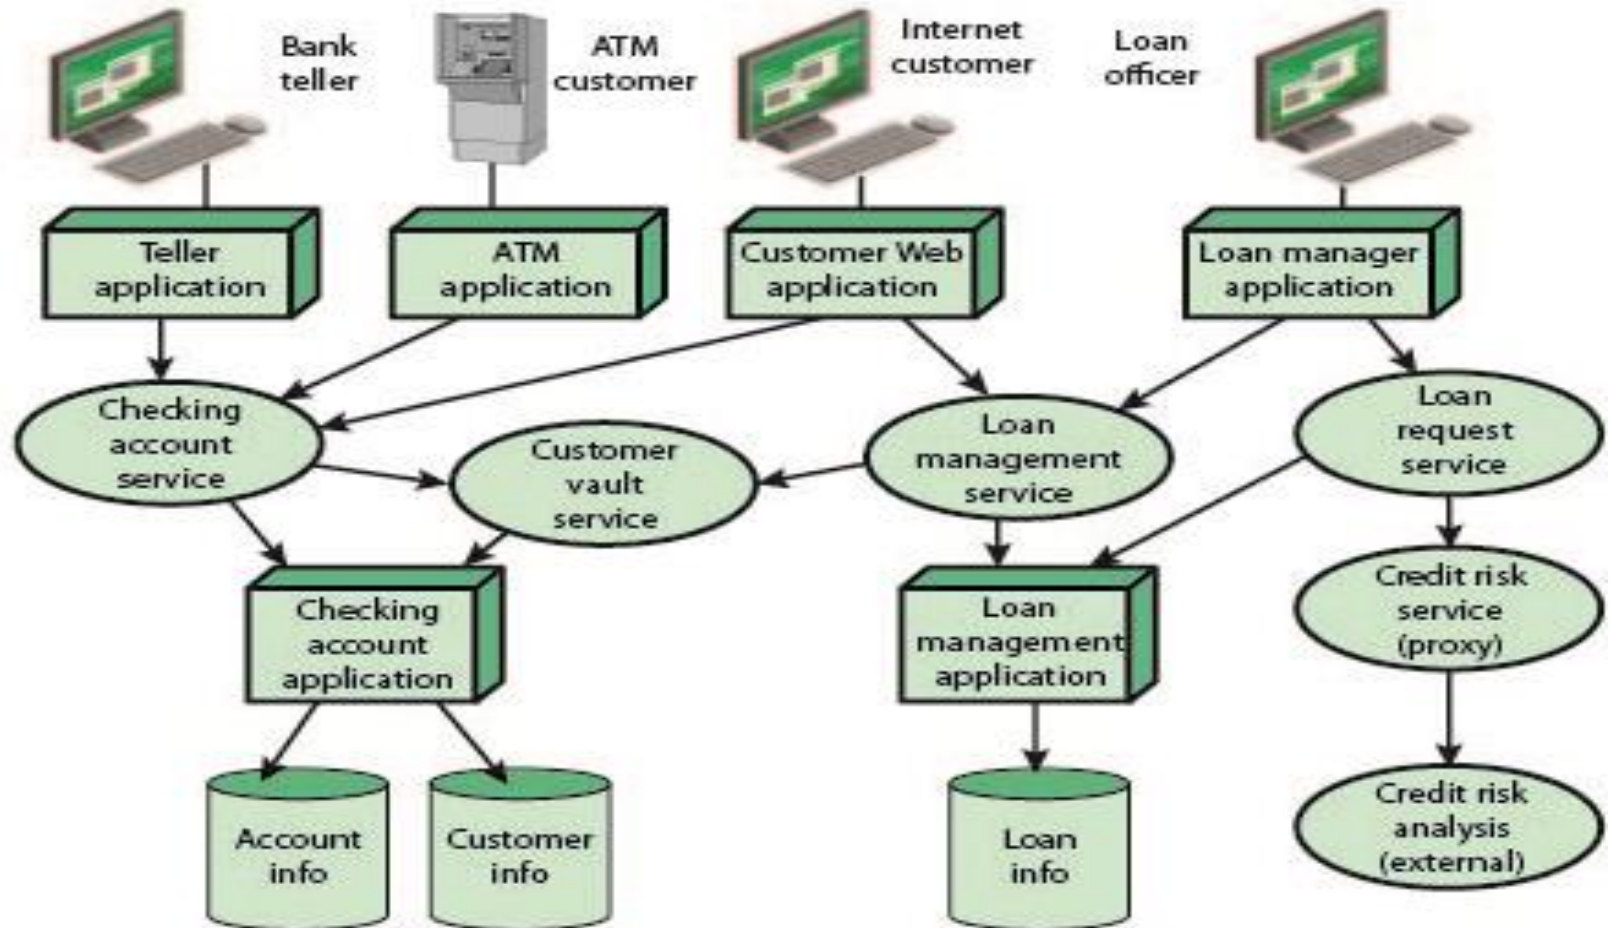 Bank
teller
ATM
customer
Internet
customer
Loan
officer
Teller
application
ATM
application
Customer Web
application
Loan manager
application
Checking
account
service
Customer
vault
service
Loan
management
service
Loan
request
service
Checking
account
application
Loan
management
application
Credit risk
service
(proxy)
Account
info
Customer
info
Loan
info
Credit risk
analysis
(external)